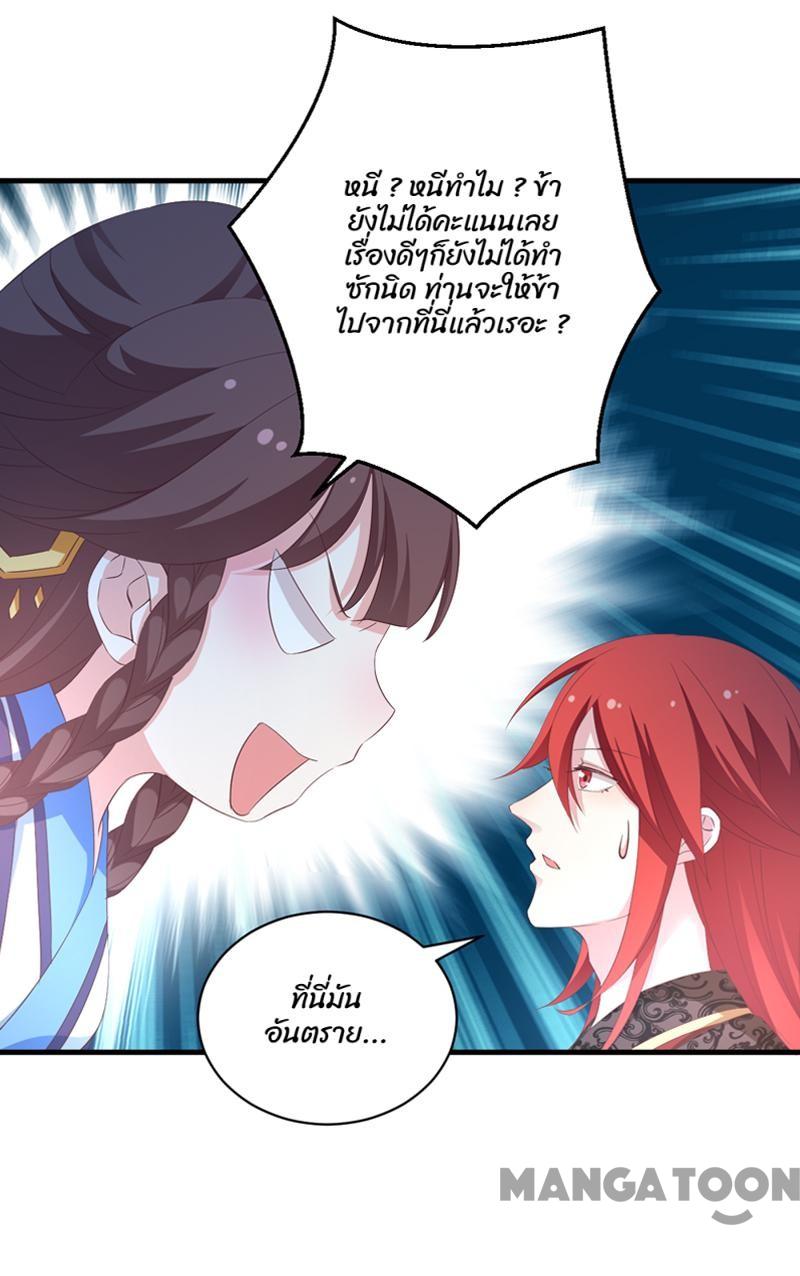 หนี ? หนีทำไม ? ข้า
ยังไม่ได้คะแนนเลย
เรื่องดีๆก็ยังไม่ได้ทำ
ซักนิด ท่านจะให้ข้า
ไปจากที่นี่แล้วเรอะ ?
ที่นี่มัน
อันตราย...
MANGATOON